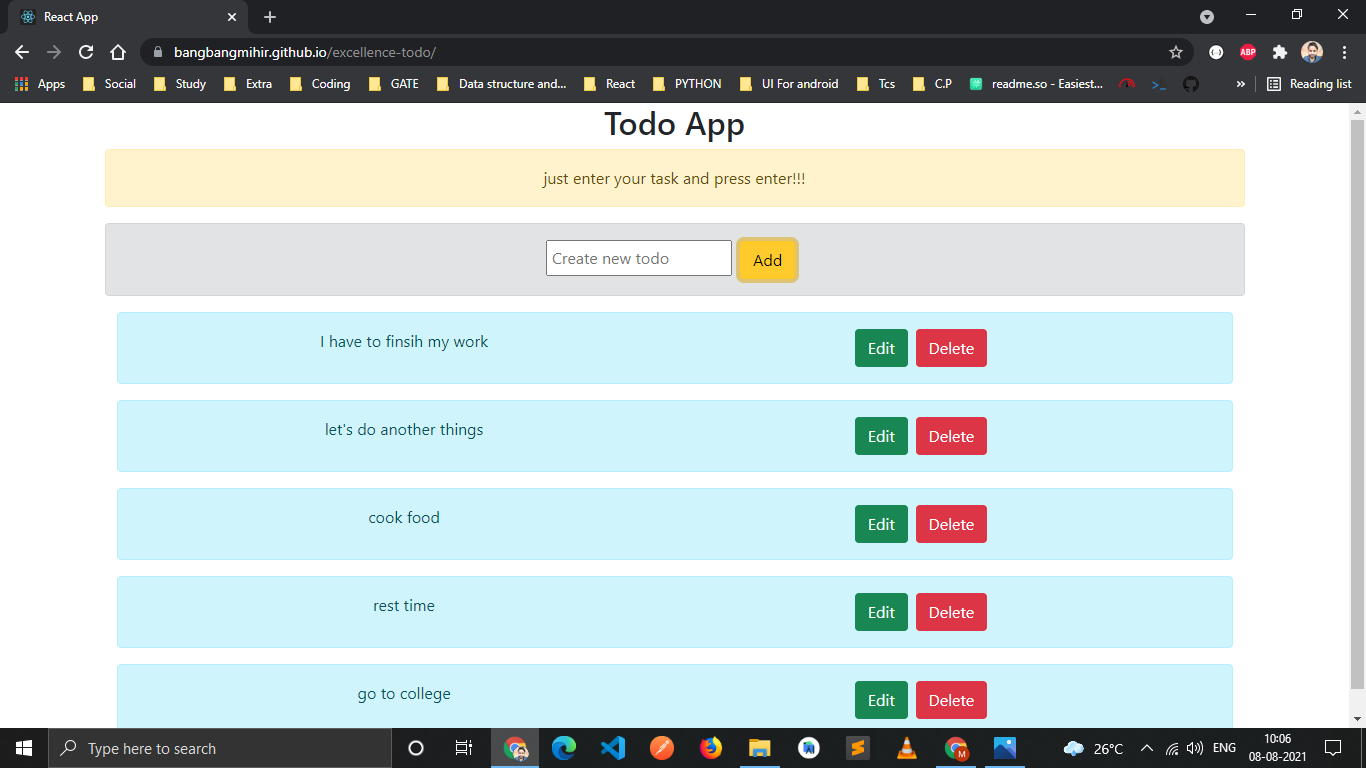 React App
bangbangmihir.github.io/excellence-todo/
ABP
Apps Social Study Extra Coding GATE Data structure and... React PYTHON UI For android Tcs C.P readme.so - Easiest... » Reading list
Todo App
just enter your task and press enter!!!
Create new todo Add
I have to finsih my work Edit Delete
let's do another things Edit Delete
cook food Edit Delete
rest time Edit Delete
go to college Edit Delete
Type here to search M 26°C ENG 10:06
08-08-2021